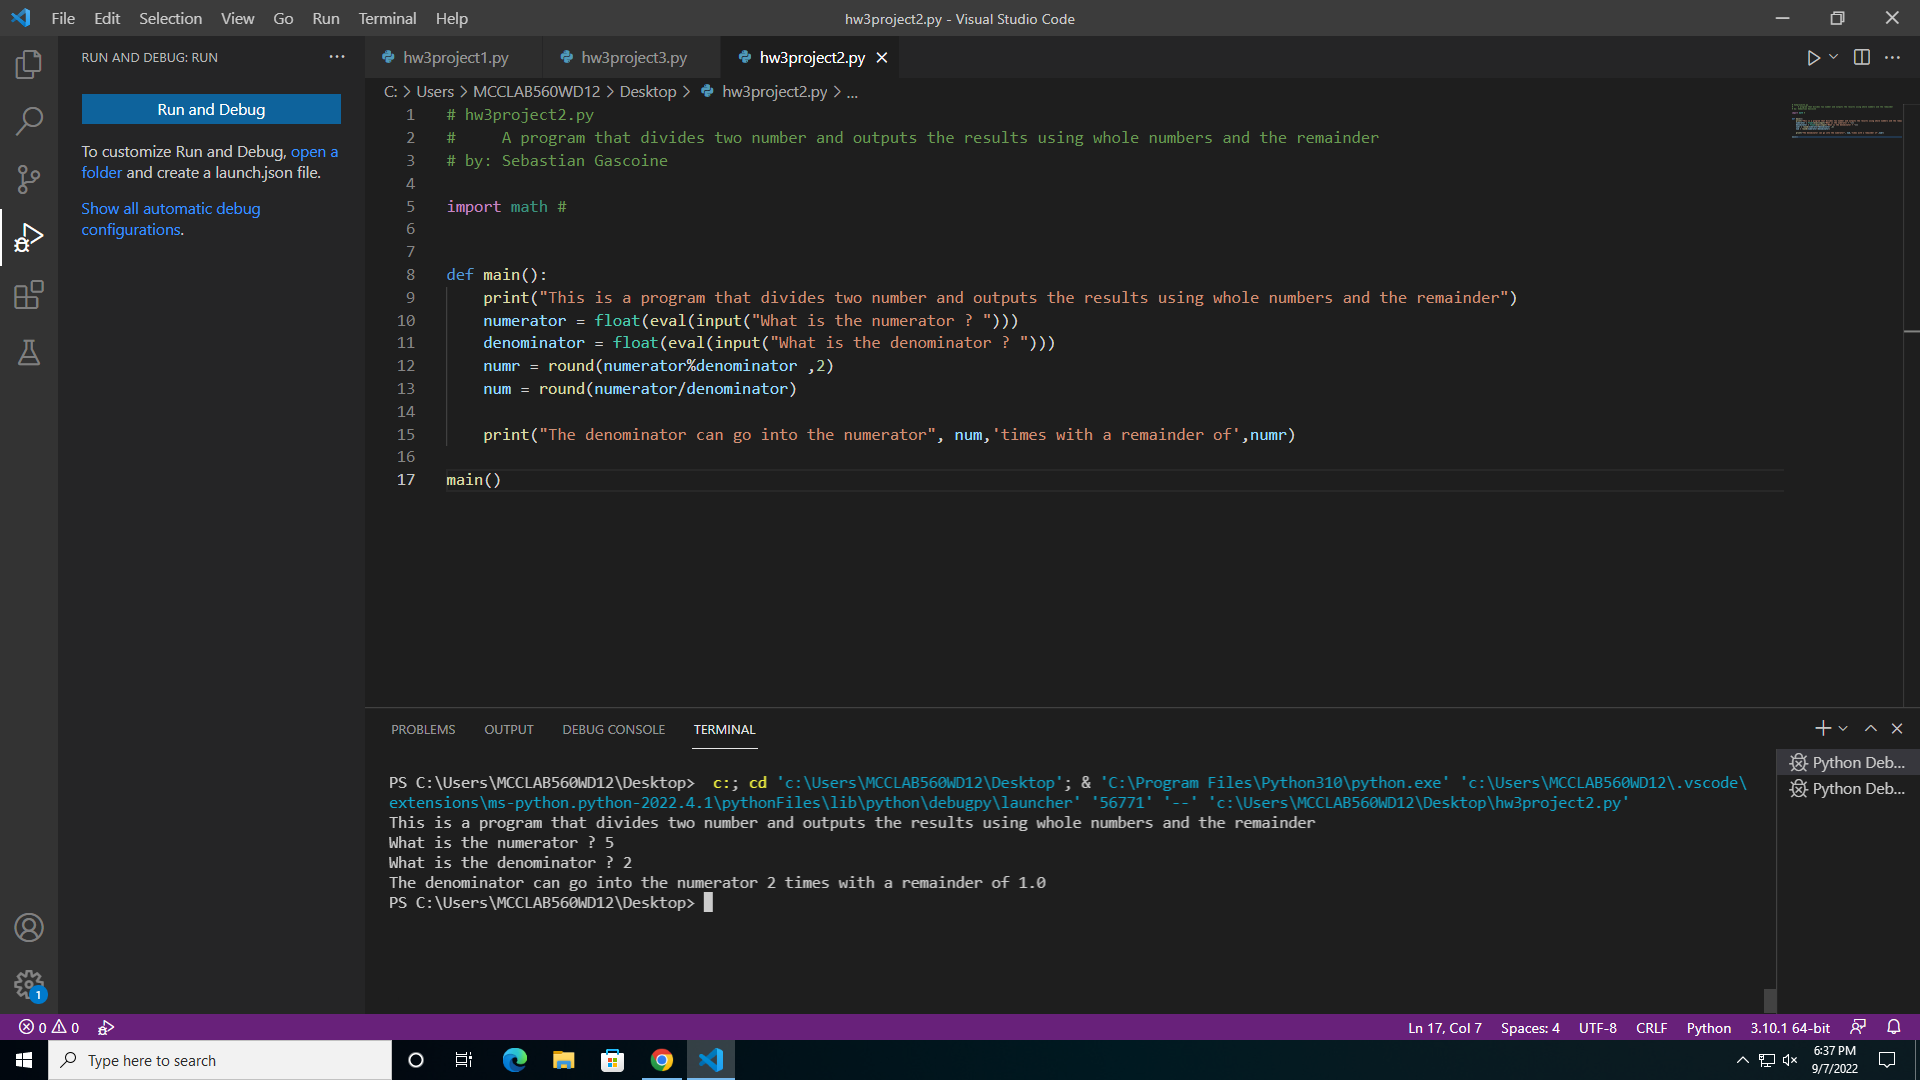 File Edit Selection View Go Run Terminal Help
hw3project2.py - Visual Studio Code
RUN AND DEBUG: RUN
Run and Debug
To customize Run and Debug, open a
folder and create a launch.json file.
Show all automatic debug
configurations.
hw3project1.py hw3project3.py hw3project2.py
C: > Users > MCCLAB560WD12 > Desktop > hw3project2.py > ...
1 # hw3project2.py
2 #     A program that divides two number and outputs the results using whole numbers and the remainder
3 # by: Sebastian Gascoine
4
5 import math #
6
7
8 def main():
9     print("This is a program that divides two number and outputs the results using whole numbers and the remainder")
10     numerator = float(eval(input("What is the numerator ? ")))
11     denominator = float(eval(input("What is the denominator ? ")))
12     numr = round(numerator%denominator ,2)
13     num = round(numerator/denominator)
14
15     print("The denominator can go into the numerator", num,'times with a remainder of',numr)
16
17 main()
PROBLEMS OUTPUT DEBUG CONSOLE TERMINAL
PS C:\Users\MCCLAB560WD12\Desktop>  c:; cd 'c:\Users\MCCLAB560WD12\Desktop'; & 'C:\Program Files\Python310\python.exe' 'c:\Users\MCCLAB560WD12\.vscode\
extensions\ms-python.python-2022.4.1\pythonFiles\lib\python\debugpy\launcher' '56771' '--' 'c:\Users\MCCLAB560WD12\Desktop\hw3project2.py'
This is a program that divides two number and outputs the results using whole numbers and the remainder
What is the numerator ? 5
What is the denominator ? 2
The denominator can go into the numerator 2 times with a remainder of 1.0
PS C:\Users\MCCLAB560WD12\Desktop>
Python Deb...
Python Deb...
1
0 0
Ln 17, Col 7 Spaces: 4 UTF-8 CRLF Python 3.10.1 64-bit
Type here to search
6:37 PM
9/7/2022